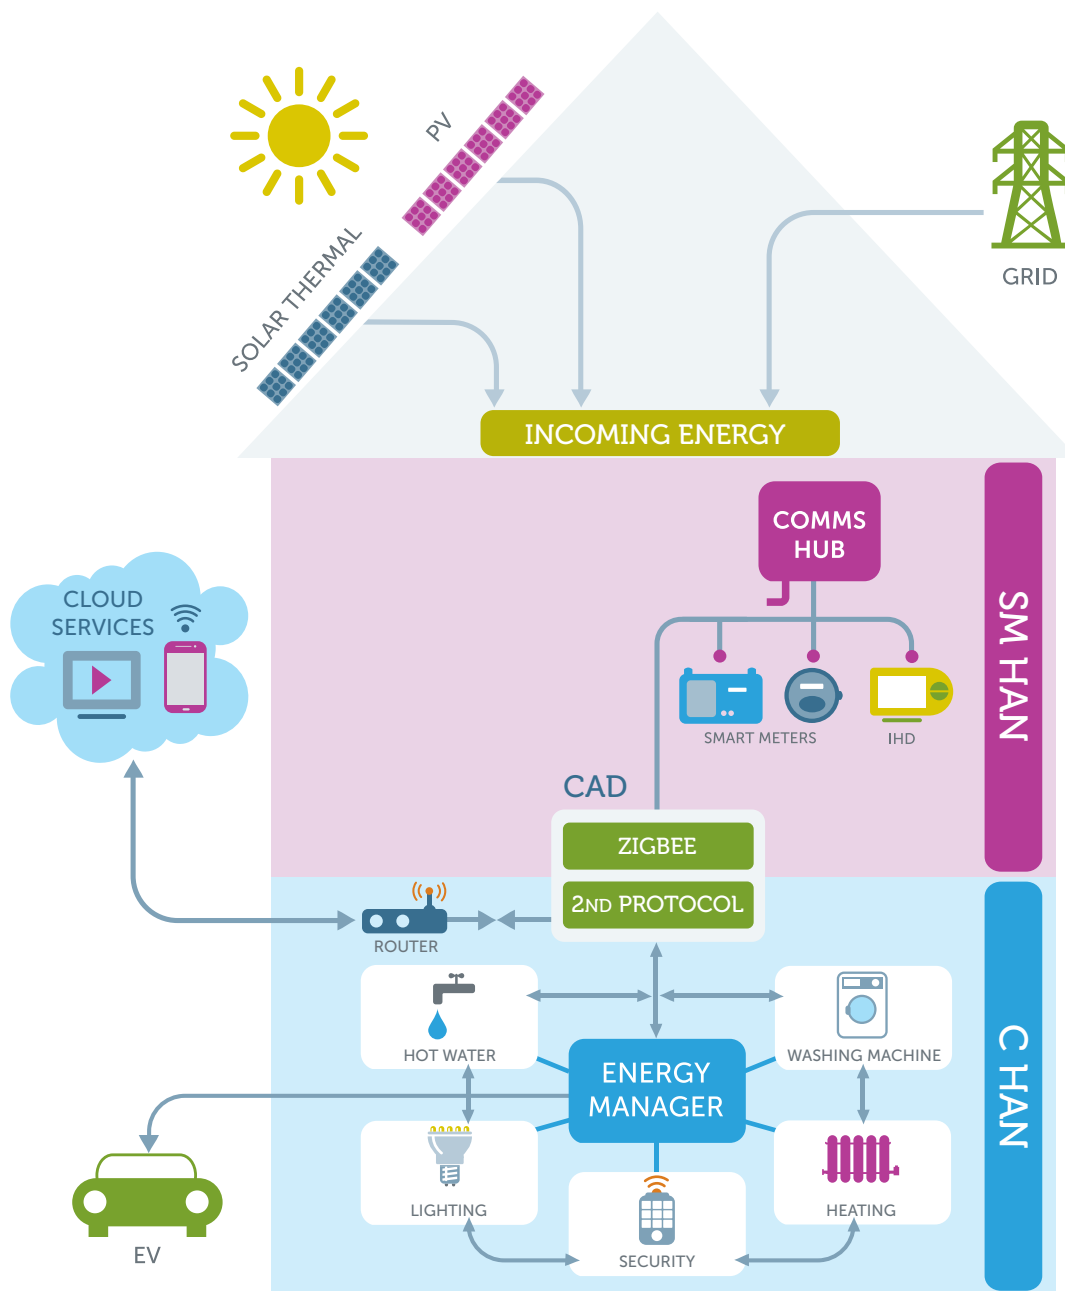 PV
SOLAR THERMAL
GRID
INCOMING ENERGY
COMMS
HUB
SM HAN
CLOUD
SERVICES
SMART METERS
IHD
CAD
ZIGBEE
2ND PROTOCOL
ROUTER
HOT WATER
WASHING MACHINE
ENERGY
MANAGER
C HAN
LIGHTING
HEATING
SECURITY
EV